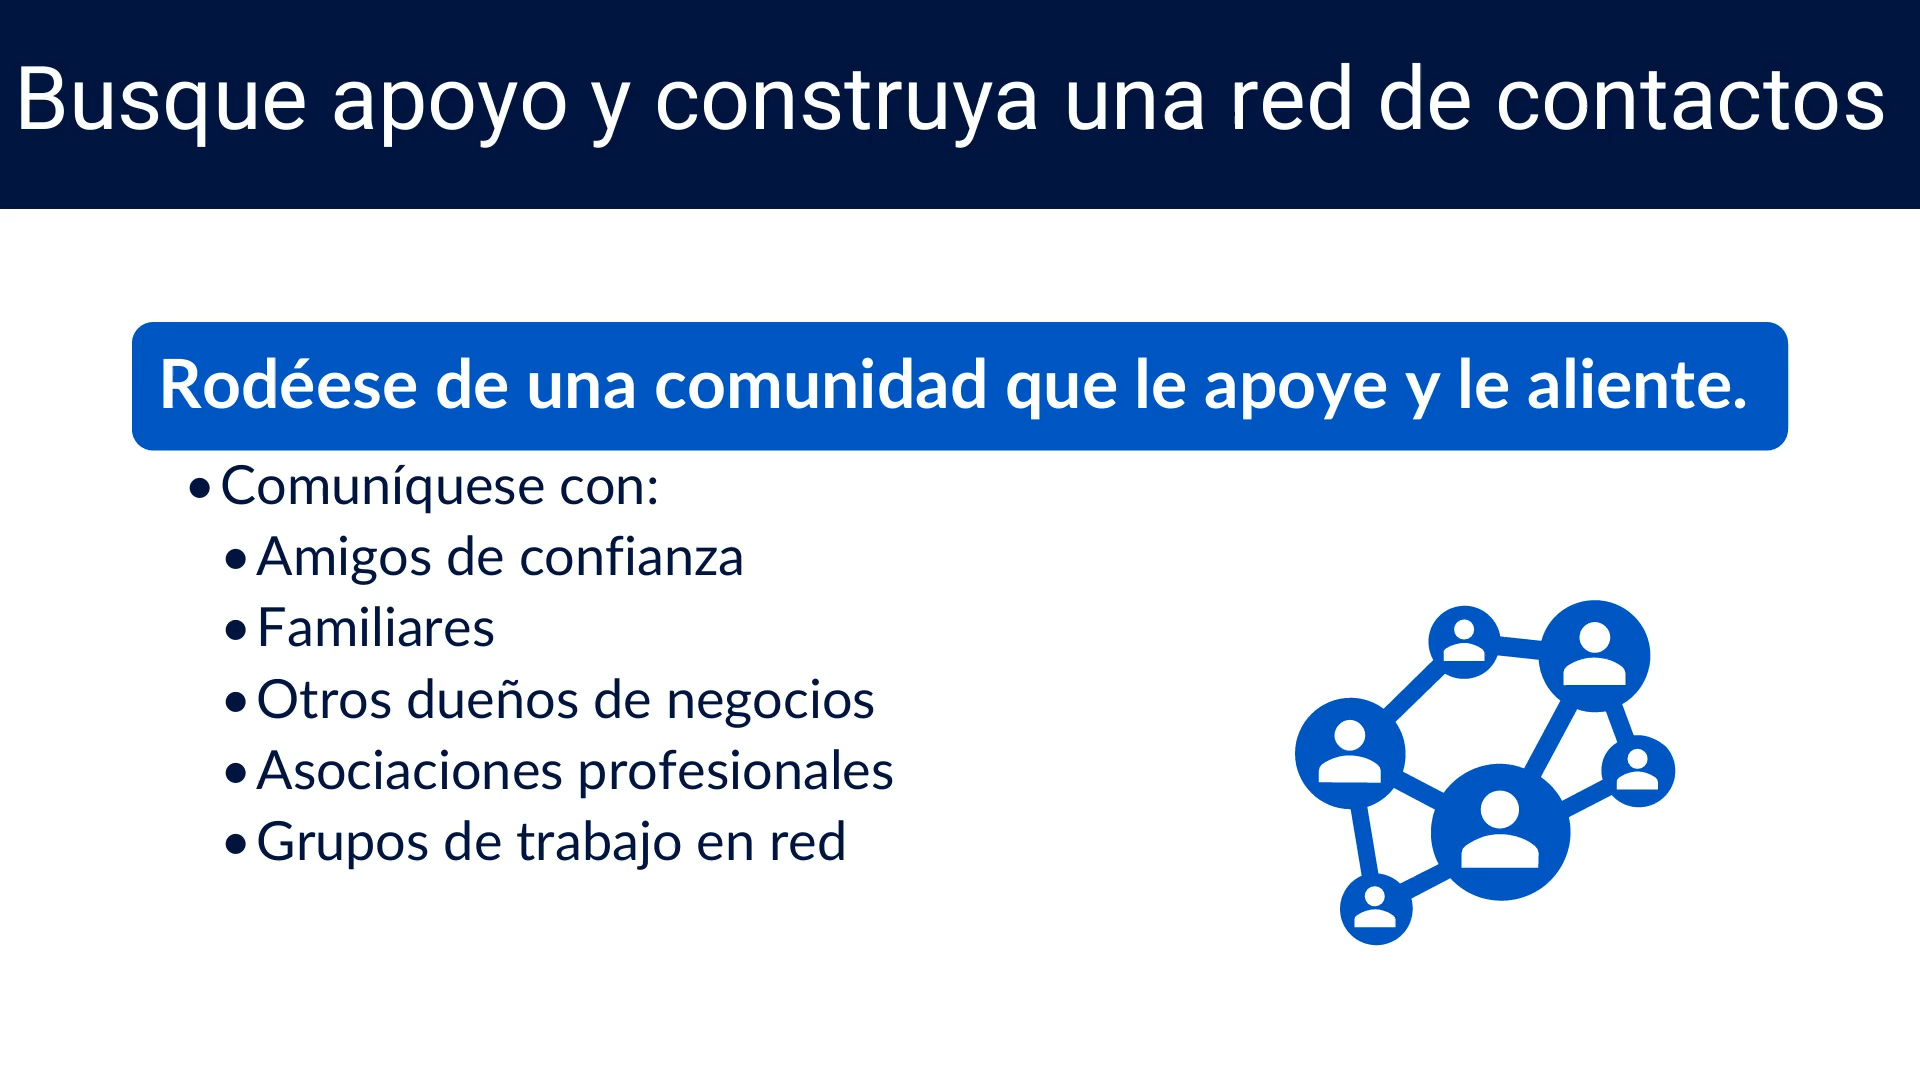 Busque apoyo y construya una red de contactos
Rodéese de una comunidad que le apoye y le aliente.
• Comuníquese con:
• Amigos de confianza
• Familiares
• Otros dueños de negocios
• Asociaciones profesionales
• Grupos de trabajo en red